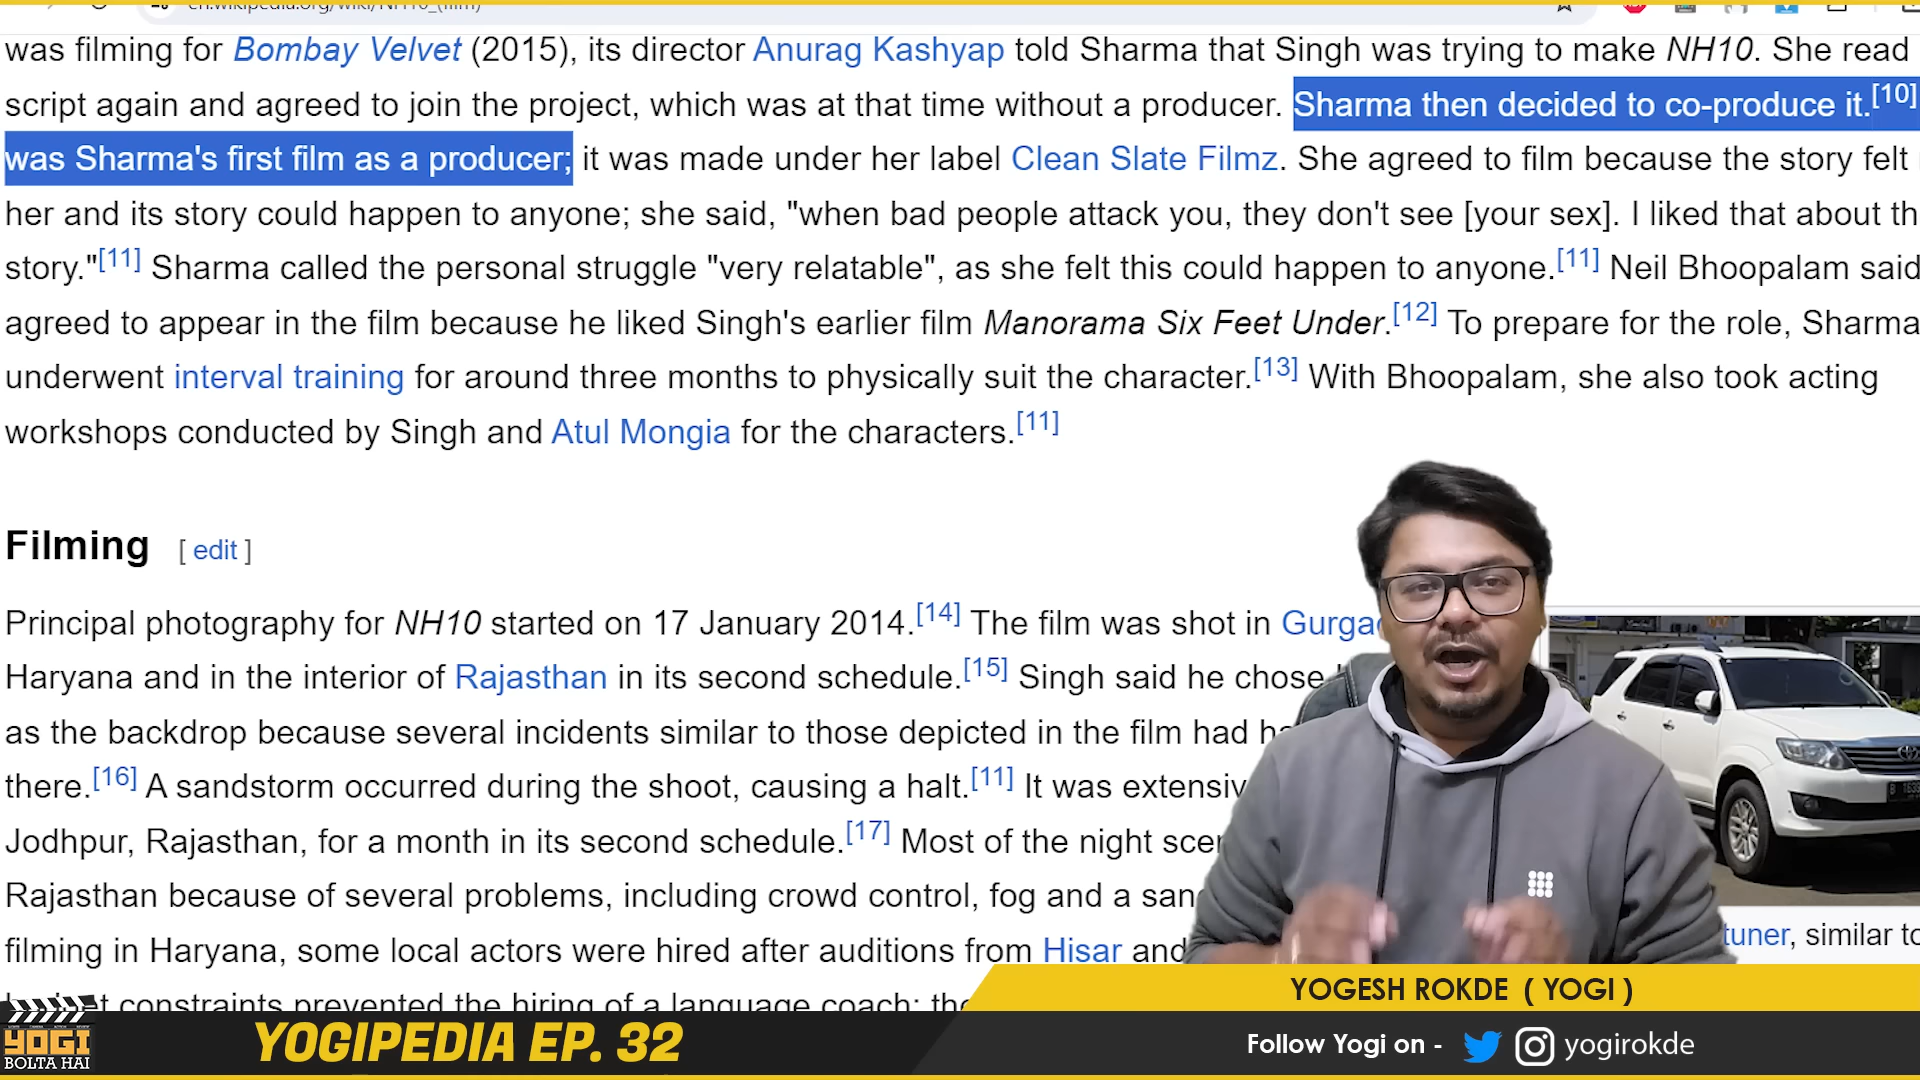 was filming for Bombay Velvet (2015), its director Anurag Kashyap told Sharma that Singh was trying to make NH10. She read
script again and agreed to join the project, which was at that time without a producer. Sharma then decided to co-produce it.[10]
was Sharma's first film as a producer; it was made under her label Clean Slate Filmz. She agreed to film because the story felt
her and its story could happen to anyone; she said, "when bad people attack you, they don't see [your sex]. I liked that about th
story."[11] Sharma called the personal struggle "very relatable", as she felt this could happen to anyone.[11] Neil Bhoopalam said
agreed to appear in the film because he liked Singh's earlier film Manorama Six Feet Under.[12] To prepare for the role, Sharma
underwent interval training for around three months to physically suit the character.[13] With Bhoopalam, she also took acting
workshops conducted by Singh and Atul Mongia for the characters.[11]
Filming [ edit ]
Principal photography for NH10 started on 17 January 2014.[14] The film was shot in Gurga
Haryana and in the interior of Rajasthan in its second schedule.[15] Singh said he chose
as the backdrop because several incidents similar to those depicted in the film had ha
there.[16] A sandstorm occurred during the shoot, causing a halt.[11] It was extensiv
Jodhpur, Rajasthan, for a month in its second schedule.[17] Most of the night scen
Rajasthan because of several problems, including crowd control, fog and a san
filming in Haryana, some local actors were hired after auditions from Hisar and
tuner, similar to
constraints prevented the hiring of a language coach; the
YOGESH ROKDE ( YOGI )
YOGI
BOLTA HAI
YOGIPEDIA EP. 32
Follow Yogi on - yogirokde